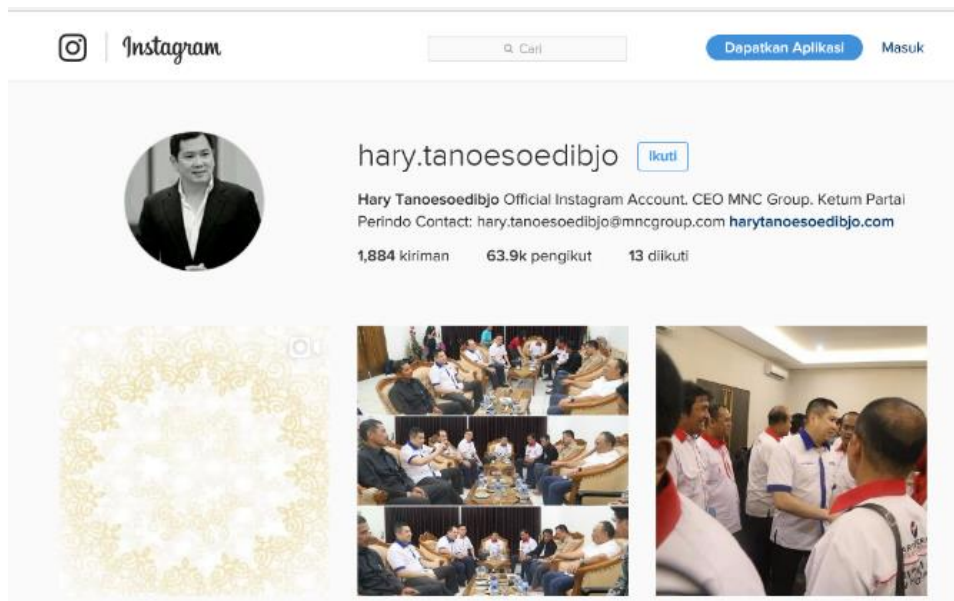 Instagram
Cari
Dapatkan Aplikasi
Masuk
hary.tanoesoedibjo
Ikuti
Hary Tanoesoedibjo Official Instagram Account. CEO MNC Group. Ketum Partai
Perindo Contact: hary.tanoesoedibjo@mncgroup.com harytanoesoedibjo.com
1,884 kiriman 63.9k pengikut 13 diikuti